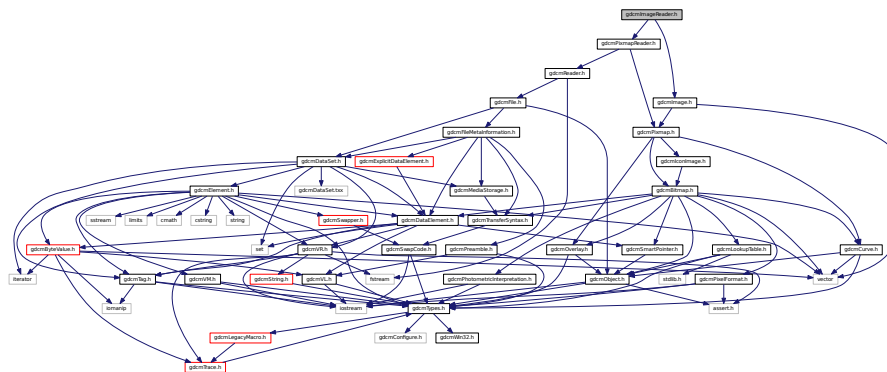 gdcmImageReader.h
gdcmPixmapReader.h
gdcmReader.h
gdcmFile.h
gdcmImage.h
gdcmFileMetaInformation.h
gdcmPixmap.h
gdcmDataSet.h
gdcmExplicitDataElement.h
gdcmIconImage.h
gdcmElement.h
gdcmDataSet.txx
gdcmMediaStorage.h
gdcmBitmap.h
sstream
limits
cmath
cstring
string
gdcmSwapper.h
gdcmDataElement.h
gdcmTransferSyntax.h
gdcmByteValue.h
set
gdcmVR.h
gdcmSwapCode.h
gdcmPreamble.h
gdcmOverlay.h
gdcmSmartPointer.h
gdcmLookupTable.h
gdcmCurve.h
iterator
gdcmTag.h
gdcmVM.h
gdcmString.h
gdcmVL.h
fstream
gdcmPhotometricInterpretation.h
gdcmObject.h
stdlib.h
gdcmPixelFormat.h
vector
iomanip
iostream
gdcmTypes.h
assert.h
gdcmLegacyMacro.h
gdcmConfigure.h
gdcmWin32.h
gdcmTrace.h